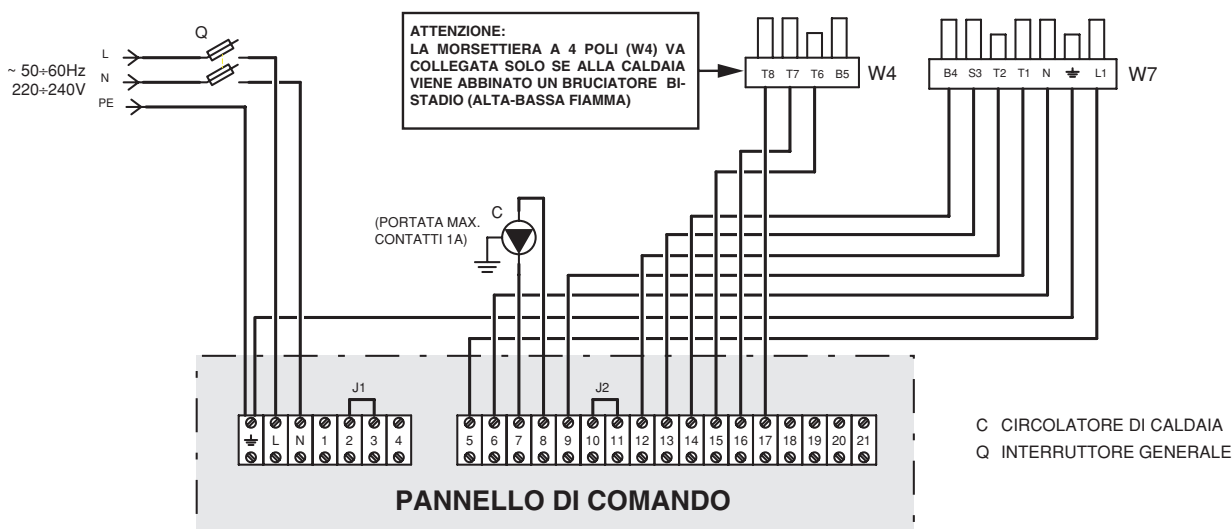 Q
L
~ 50÷60Hz
N
220÷240V
PE
ATTENZIONE:
LA MORSETTIERA A 4 POLI (W4) VA
COLLEGATA SOLO SE ALLA CALDAIA
VIENE ABBINATO UN BRUCIATORE BI-
STADIO (ALTA-BASSA FIAMMA)
T8 T7 T6 B5 W4
B4 S3 T2 T1 N L1 W7
C
(PORTATA MAX.
CONTATTI 1A)
J1
J2
L N 1 2 3 4
5 6 7 8 9 10 11 12 13 14 15 16 17 18 19 20 21
PANNELLO DI COMANDO
C CIRCOLATORE DI CALDAIA
Q INTERRUTTORE GENERALE